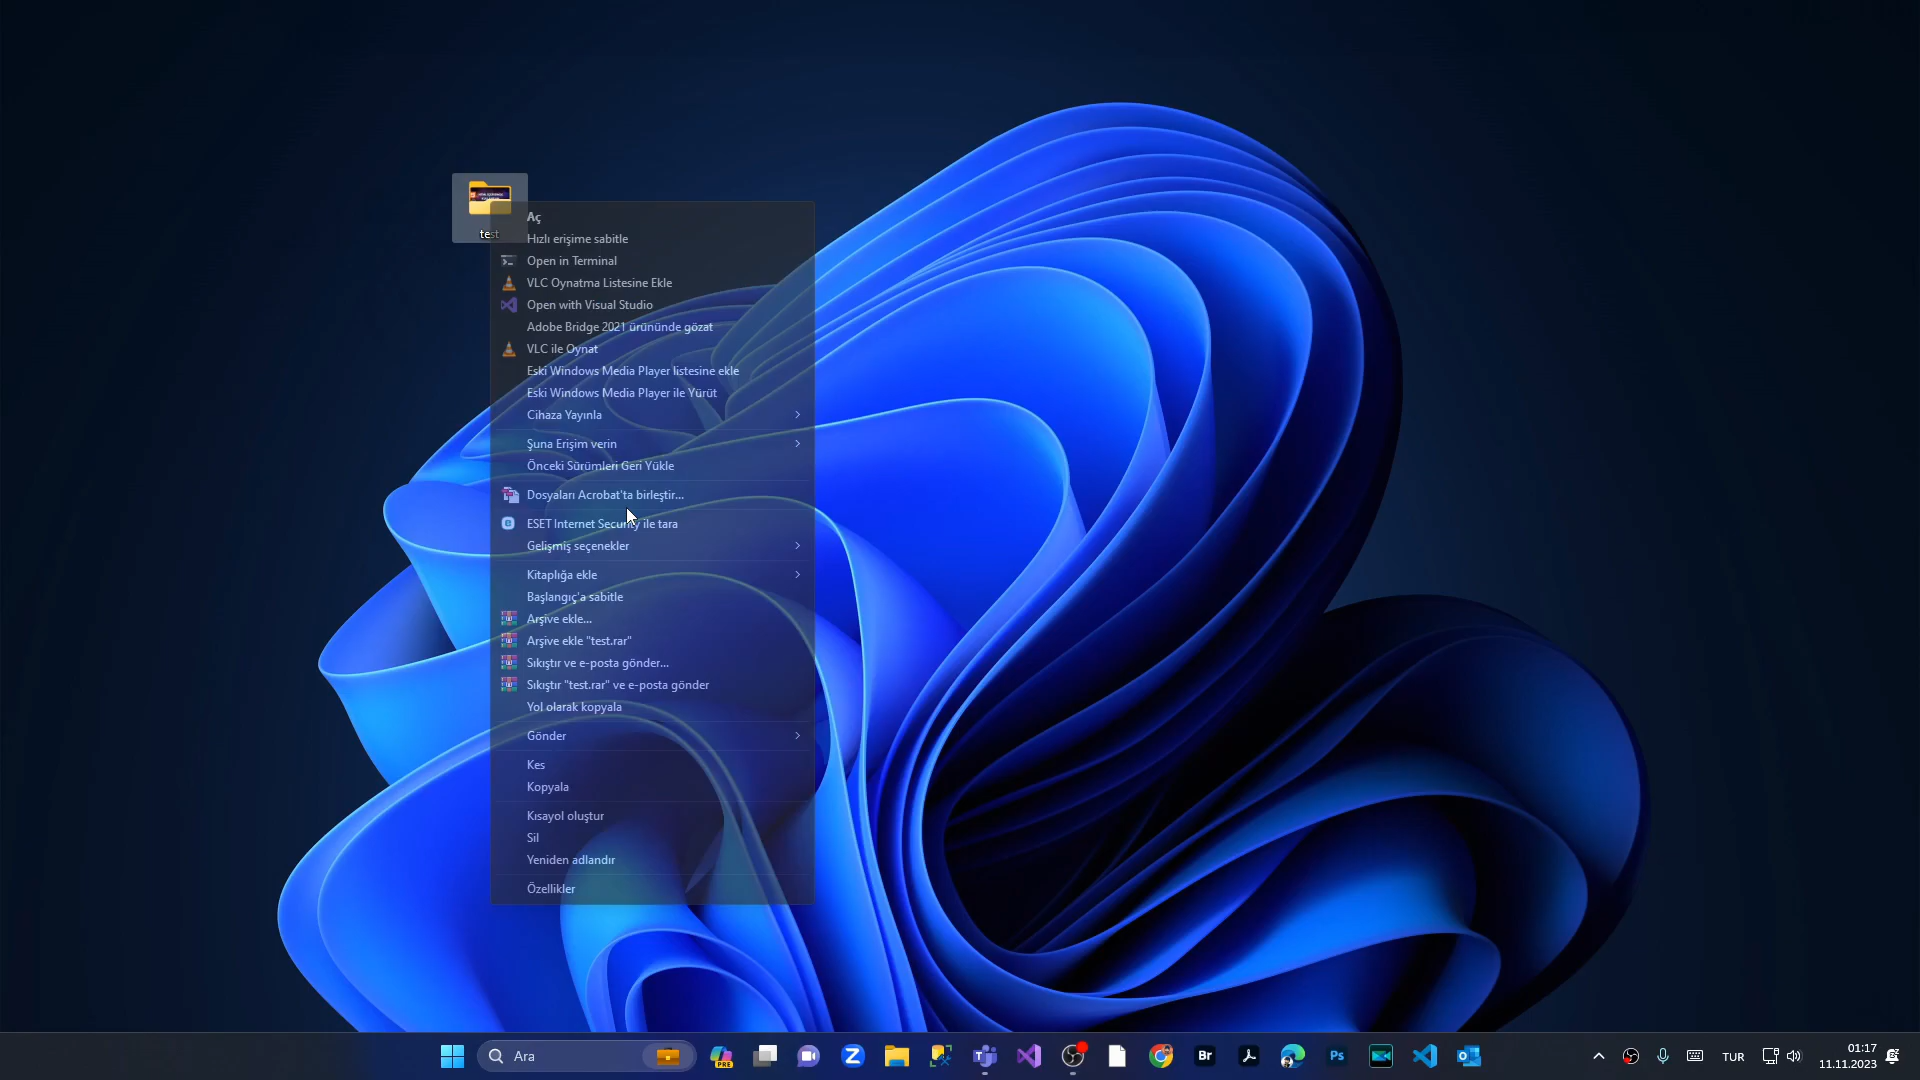 test
Aç
Hızlı erişime sabitle
Open in Terminal
VLC Oynatma Listesine Ekle
Open with Visual Studio
Adobe Bridge 2021 ürününde gözat
VLC ile Oynat
Eski Windows Media Player listesine ekle
Eski Windows Media Player ile Yürüt
Cihaza Yayınla
Şuna Erişim verin
Önceki Sürümleri Geri Yükle
Dosyaları Acrobat'ta birleştir...
ESET Internet Security ile tara
Gelişmiş seçenekler
Kitaplığa ekle
Başlangıç'a sabitle
Arşive ekle...
Arşive ekle "test.rar"
Sıkıştır ve e-posta gönder...
Sıkıştır "test.rar" ve e-posta gönder
Yol olarak kopyala
Gönder
Kes
Kopyala
Kısayol oluştur
Sil
Yeniden adlandır
Özellikler
Ara
PRE
Br
Ps
TUR
01:17
11.11.2023